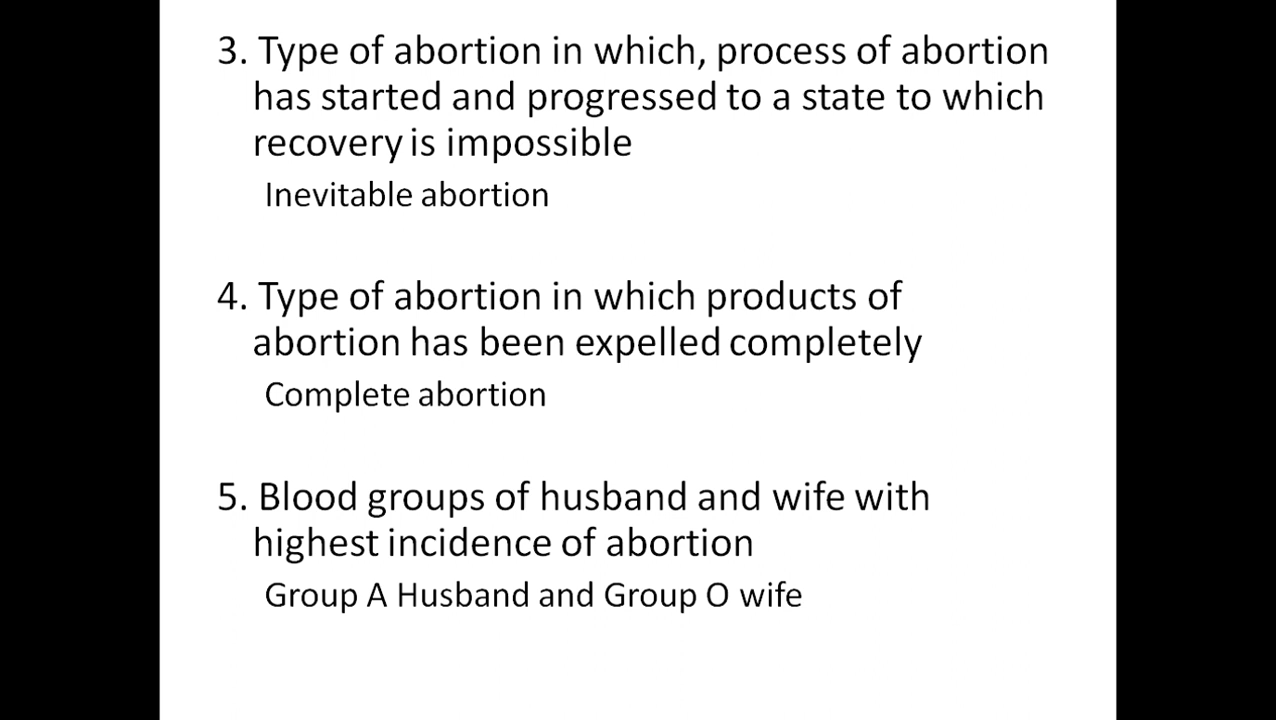 3. Type of abortion in which, process of abortion
has started and progressed to a state to which
recovery is impossible
Inevitable abortion
4. Type of abortion in which products of
abortion has been expelled completely
Complete abortion
5. Blood groups of husband and wife with
highest incidence of abortion
Group A Husband and Group O wife